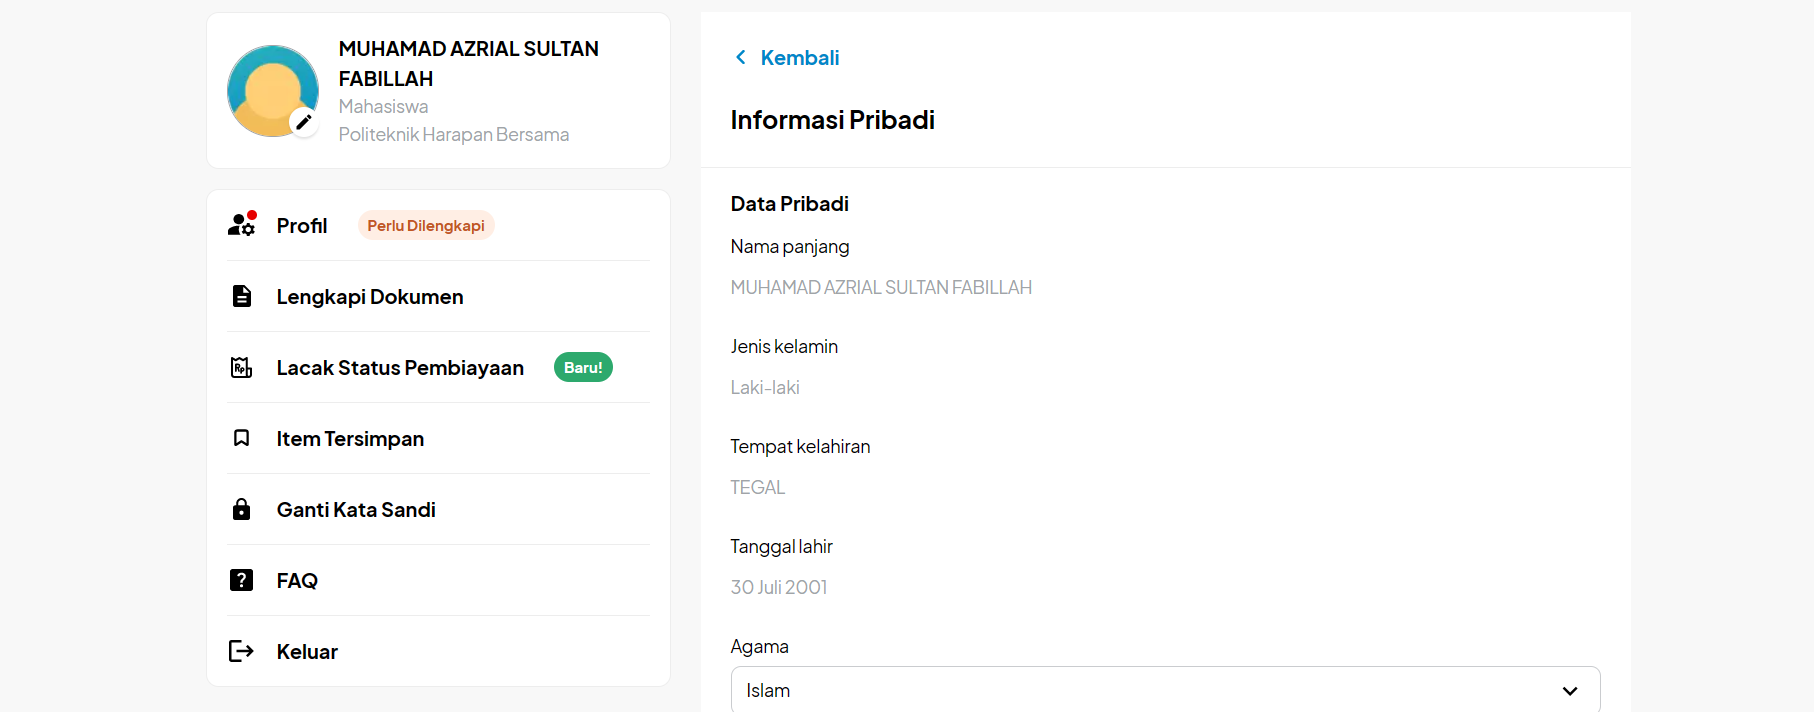 MUHAMAD AZRIAL SULTAN
FABILLAH
Mahasiswa
Politeknik Harapan Bersama
Profil Perlu Dilengkapi
Lengkapi Dokumen
Rp Lacak Status Pembiayaan Baru!
Item Tersimpan
Ganti Kata Sandi
? FAQ
Keluar
Kembali
Informasi Pribadi
Data Pribadi
Nama panjang
MUHAMAD AZRIAL SULTAN FABILLAH
Jenis kelamin
Laki-laki
Tempat kelahiran
TEGAL
Tanggal lahir
30 Juli 2001
Agama
Islam